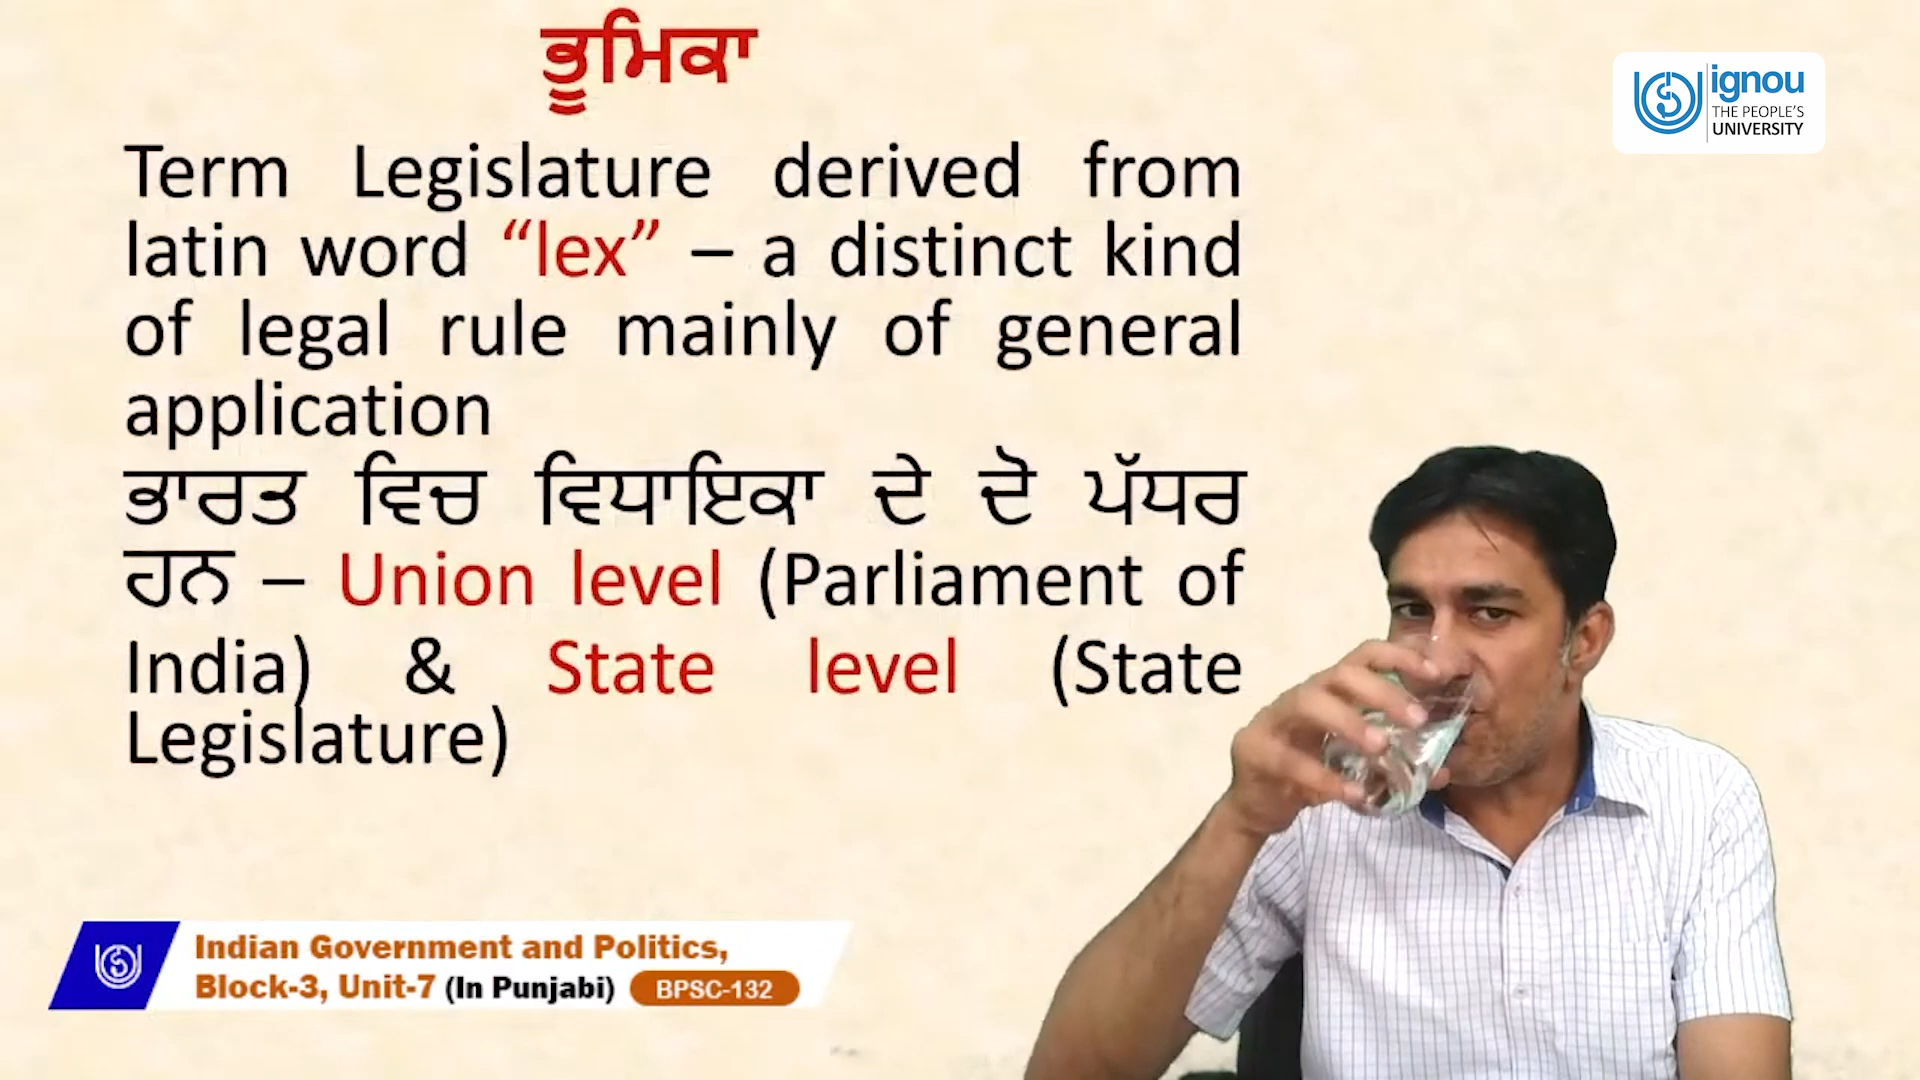 ਭੂਮਿਕਾ
Term Legislature derived from
latin word “lex” – a distinct kind
of legal rule mainly of general
application
ਭਾਰਤ ਵਿਚ ਵਿਧਾਇਕਾ ਦੇ ਦੋ ਪੱਧਰ
ਹਨ – Union level (Parliament of
India) & State level (State
Legislature)
ignou
THE PEOPLE'S
UNIVERSITY
Indian Government and Politics,
Block-3, Unit-7 (In Punjabi) BPSC-132